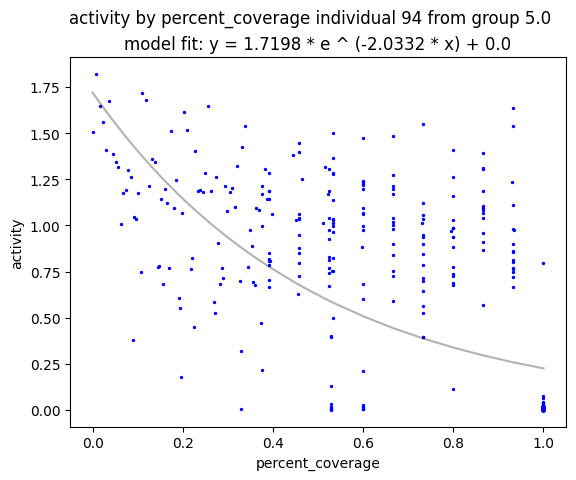 activity by percent_coverage individual 94 from group 5.0
model fit: y = 1.7198 * e ^ (-2.0332 * x) + 0.0
1.75
1.50
1.25
1.00
0.75
0.50
0.25
0.00
activity
0.0 0.2 0.4 0.6 0.8 1.0
percent_coverage